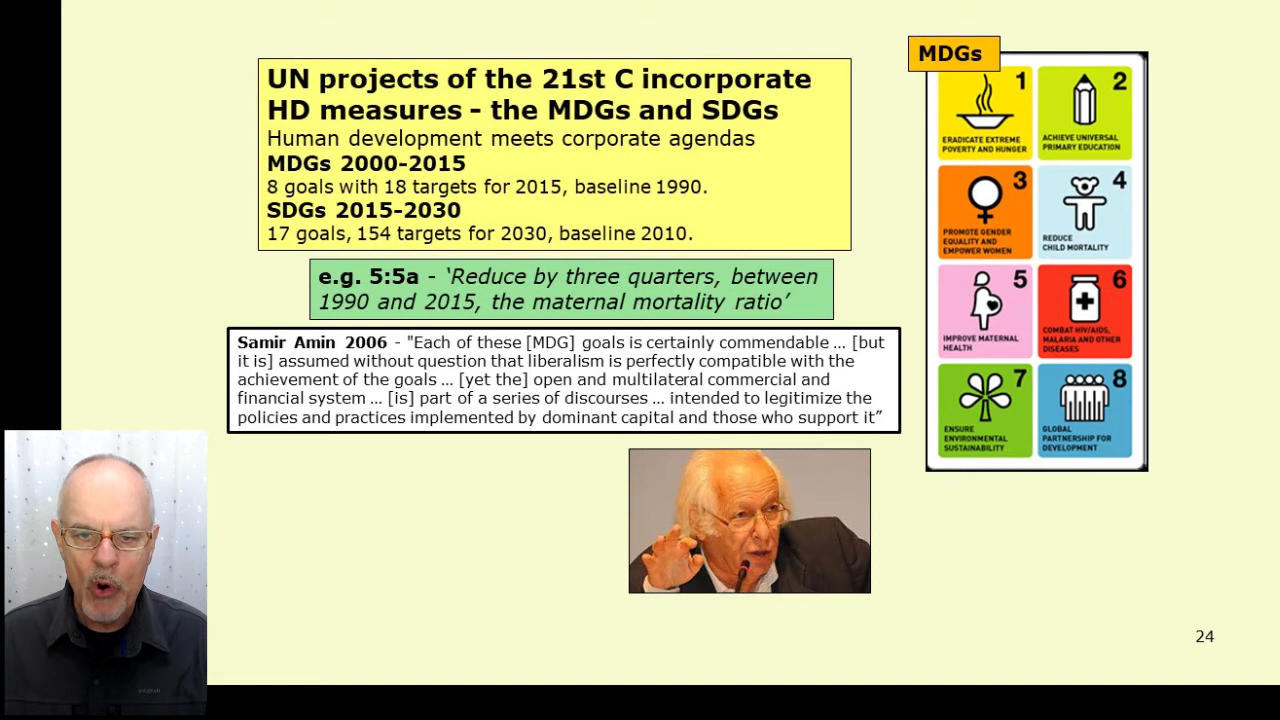 UN projects of the 21st C incorporate
HD measures - the MDGs and SDGs
Human development meets corporate agendas
MDGs 2000-2015
8 goals with 18 targets for 2015, baseline 1990.
SDGs 2015-2030
17 goals, 154 targets for 2030, baseline 2010.
e.g. 5:5a - ‘Reduce by three quarters, between
1990 and 2015, the maternal mortality ratio’
Samir Amin 2006 - "Each of these [MDG] goals is certainly commendable … [but
it is] assumed without question that liberalism is perfectly compatible with the
achievement of the goals … [yet the] open and multilateral commercial and
financial system … [is] part of a series of discourses … intended to legitimize the
policies and practices implemented by dominant capital and those who support it”
MDGs
1
ERADICATE EXTREME
POVERTY AND HUNGER
2
ACHIEVE UNIVERSAL
PRIMARY EDUCATION
3
PROMOTE GENDER
EQUALITY AND
EMPOWER WOMEN
4
REDUCE
CHILD MORTALITY
5
IMPROVE MATERNAL
HEALTH
6
COMBAT HIV/AIDS,
MALARIA AND OTHER
DISEASES
7
ENSURE
ENVIRONMENTAL
SUSTAINABILITY
8
GLOBAL
PARTNERSHIP FOR
DEVELOPMENT
24